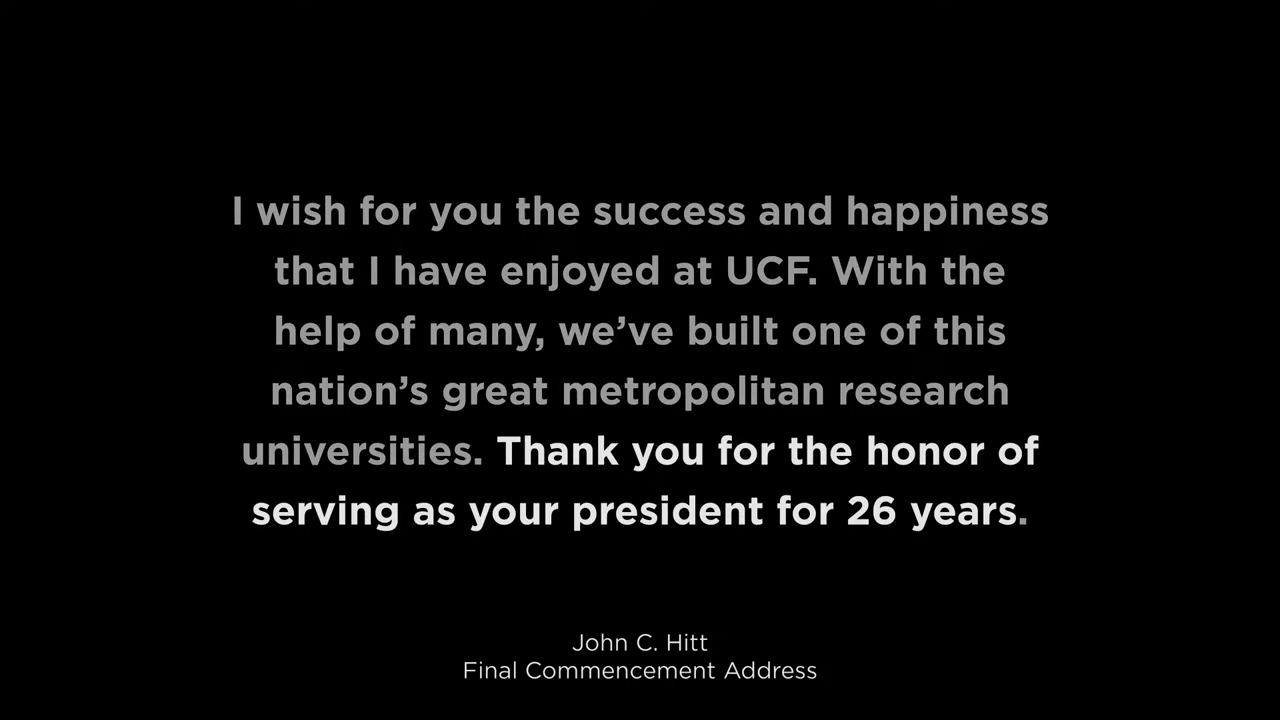 I wish for you the success and happiness
that I have enjoyed at UCF. With the
help of many, we’ve built one of this
nation’s great metropolitan research
universities. Thank you for the honor of
serving as your president for 26 years.
John C. Hitt
Final Commencement Address